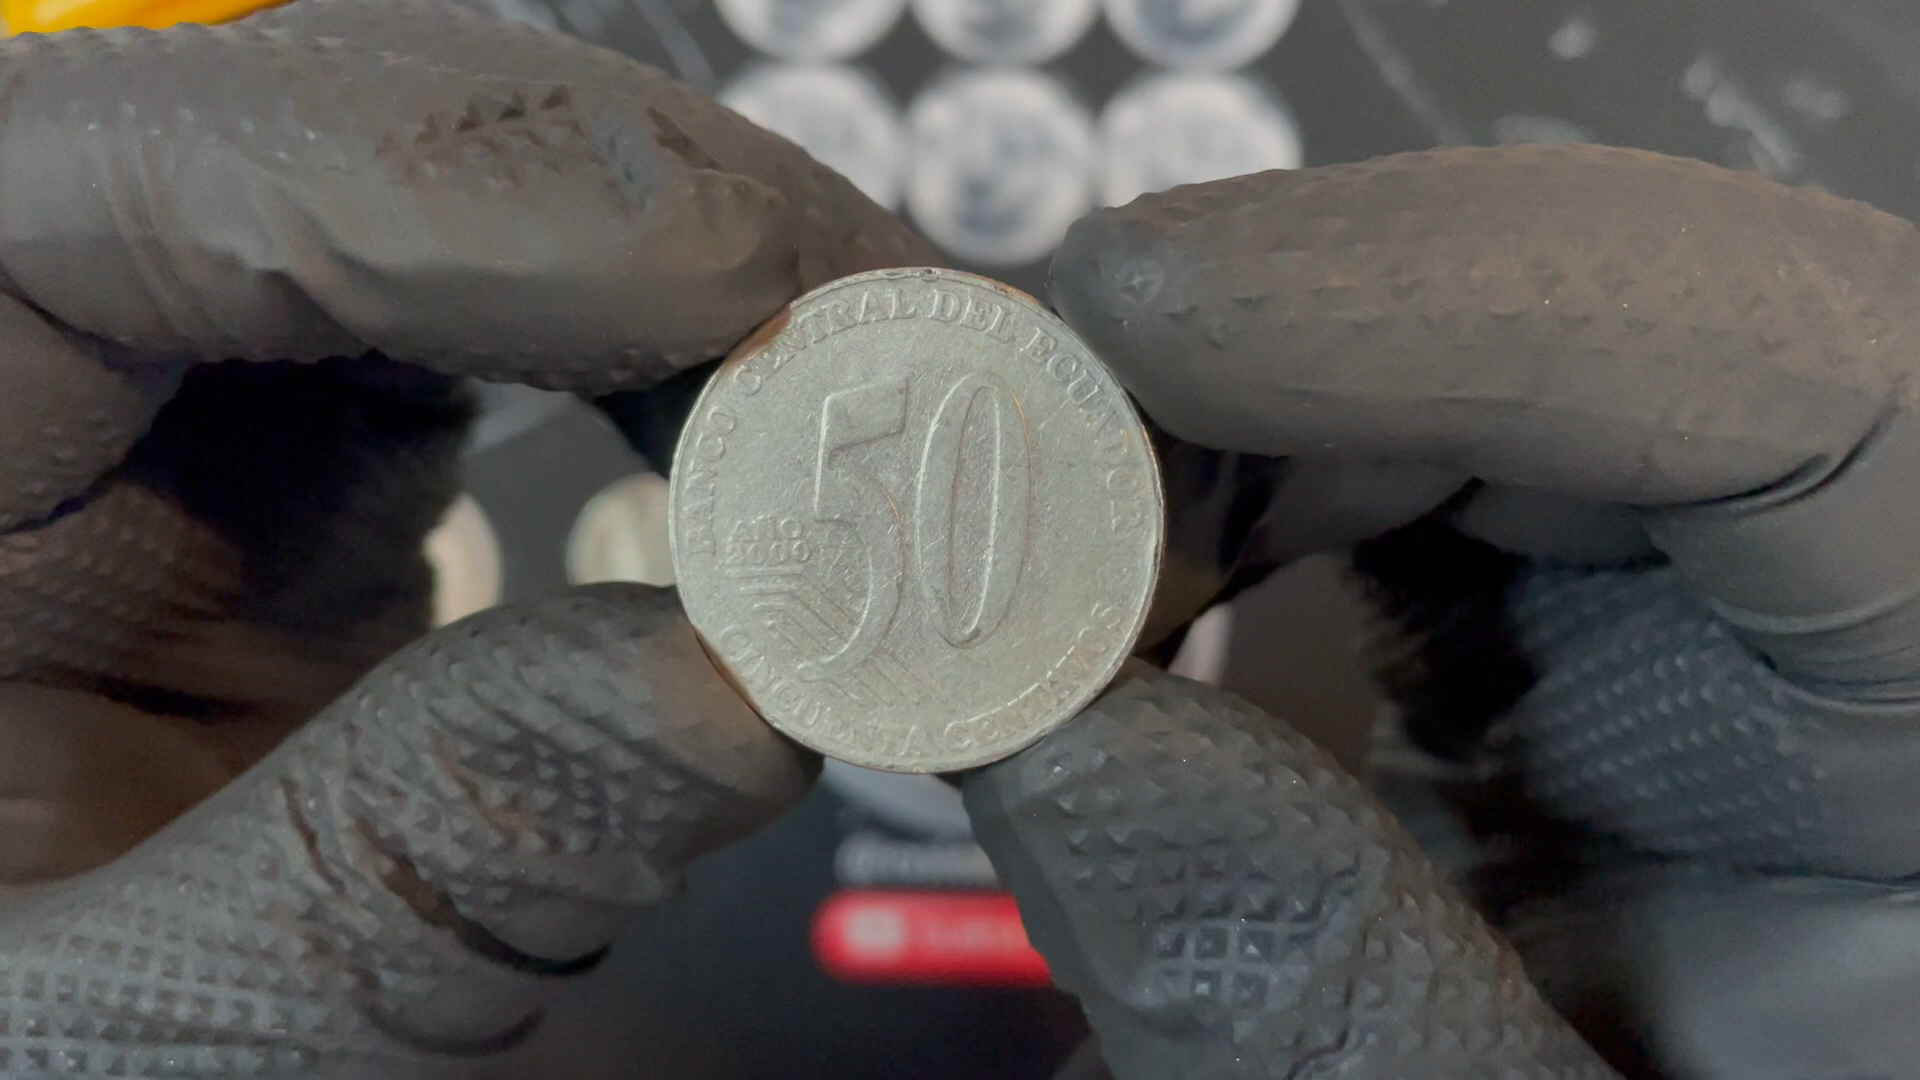 BANCO CENTRAL DEL ECUADOR
50
AÑO
2000
CINCUENTA CENTAVOS